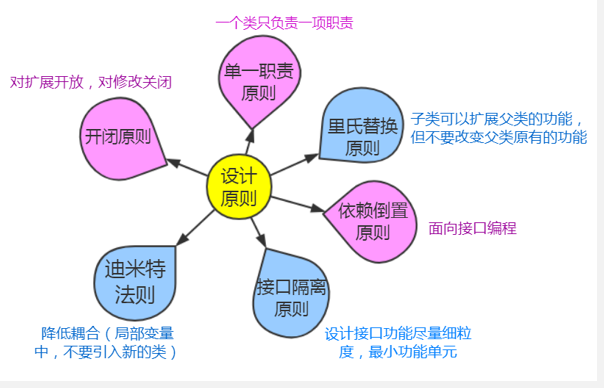 一个类只负责一项职责
单一职责
原则
对扩展开放，对修改关闭
开闭原则
里氏替换
原则
子类可以扩展父类的功能，
但不要改变父类原有的功能
设计
原则
依赖倒置
原则
面向接口编程
迪米特
法则
降低耦合（局部变量
中，不要引入新的类）
接口隔离
原则
设计接口功能尽量细粒
度，最小功能单元